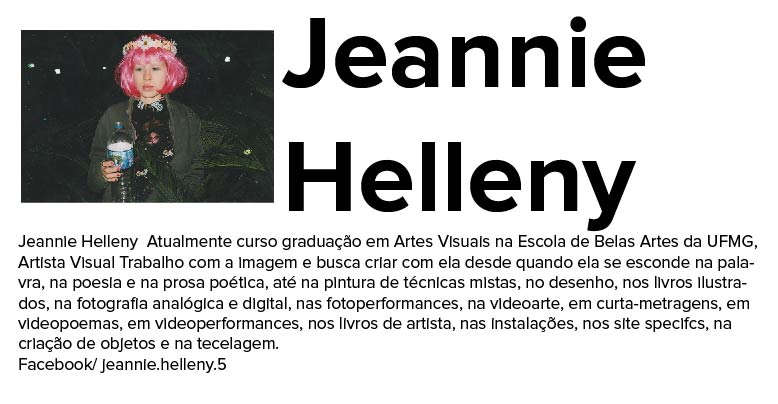 Jeannie
Helleny
Jeannie Helleny  Atualmente curso graduação em Artes Visuais na Escola de Belas Artes da UFMG,
Artista Visual Trabalho com a imagem e busca criar com ela desde quando ela se esconde na pala-
vra, na poesia e na prosa poética, até na pintura de técnicas mistas, no desenho, nos livros ilustra-
dos, na fotografia analógica e digital, nas fotoperformances, na videoarte, em curta-metragens, em
videopoemas, em videoperformances, nos livros de artista, nas instalações, nos site specifcs, na
criação de objetos e na tecelagem.
Facebook/ jeannie.helleny.5